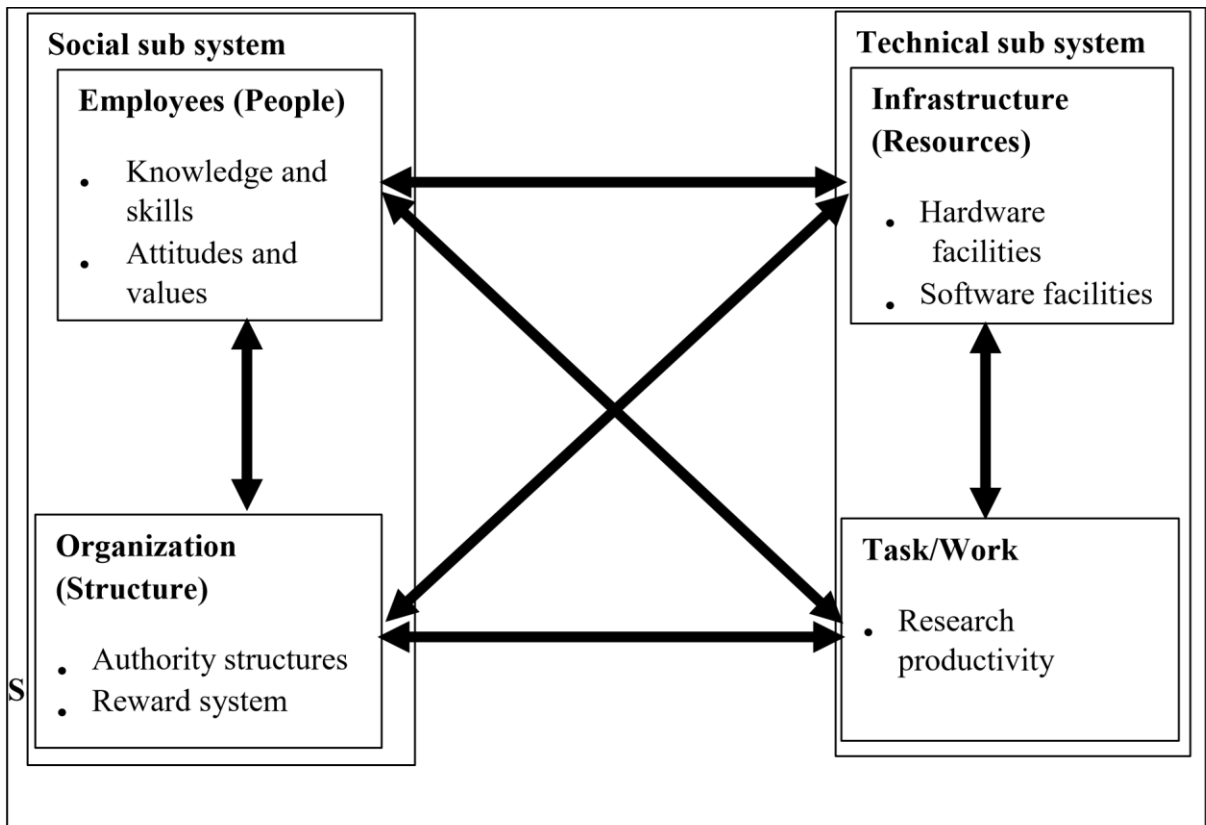 Social sub system
Employees (People)
• Knowledge and
skills
• Attitudes and
values
Organization
(Structure)
• Authority structures
• Reward system
S
Technical sub system
Infrastructure
(Resources)
• Hardware
facilities
• Software facilities
Task/Work
• Research
productivity